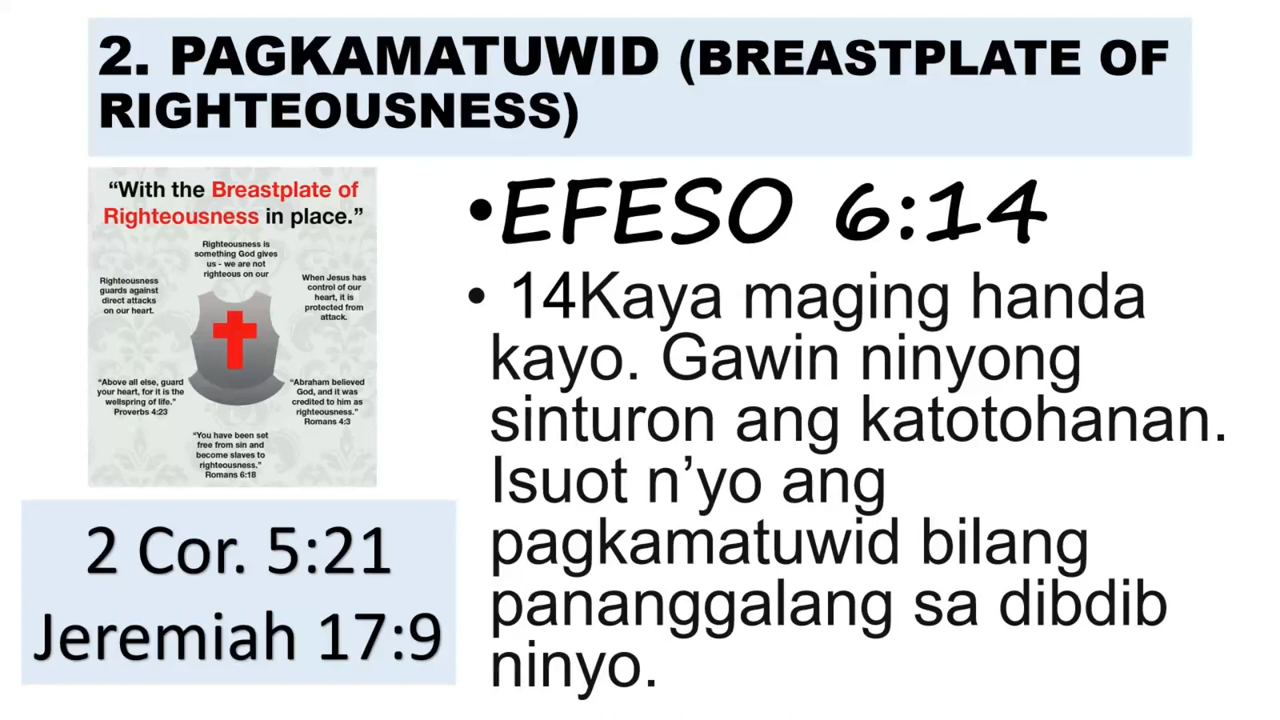 2. PAGKAMATUWID (BREASTPLATE OF
RIGHTEOUSNESS)
“With the Breastplate of
Righteousness in place.”
Righteousness is
something God gives
us - we are not
righteous on our
Righteousness
guards against
direct attacks
on our heart.
When Jesus has
control of our
heart, it is
protected from
attack.
“Above all else, guard
your heart, for it is the
wellspring of life.”
Proverbs 4:23
“Abraham believed
God, and it was
credited to him as
righteousness.”
Romans 4:3
“You have been set
free from sin and
become slaves to
righteousness.”
Romans 6:18
2 Cor. 5:21
Jeremiah 17:9
•EFESO 6:14
• 14Kaya maging handa
kayo. Gawin ninyong
sinturon ang katotohanan.
Isuot n’yo ang
pagkamatuwid bilang
pananggalang sa dibdib
ninyo.